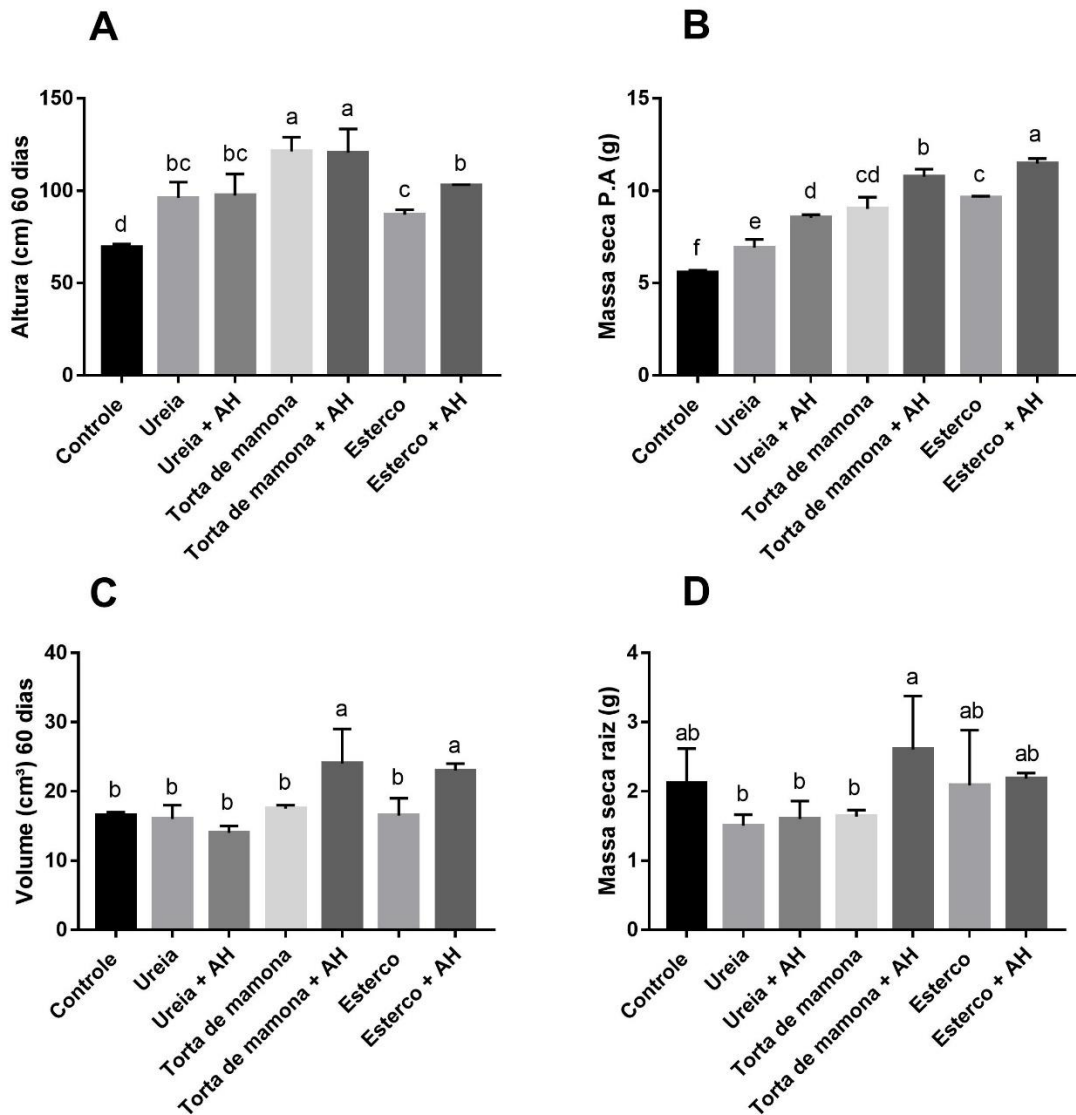 A
Altura (cm) 60 dias
150
100
50
0
d
bc
bc
a
a
c
b
Controle
Ureia
Ureia + AH
Torta de mamona
Torta de mamona + AH
Esterco
Esterco + AH
B
Massa seca P.A (g)
15
10
5
0
f
e
d
cd
b
c
a
Controle
Ureia
Ureia + AH
Torta de mamona
Torta de mamona + AH
Esterco
Esterco + AH
C
Volume (cm³) 60 dias
40
30
20
10
0
b
b
b
b
a
b
a
Controle
Ureia
Ureia + AH
Torta de mamona
Torta de mamona + AH
Esterco
Esterco + AH
D
Massa seca raiz (g)
4
3
2
1
0
ab
b
b
b
a
ab
ab
Controle
Ureia
Ureia + AH
Torta de mamona
Torta de mamona + AH
Esterco
Esterco + AH